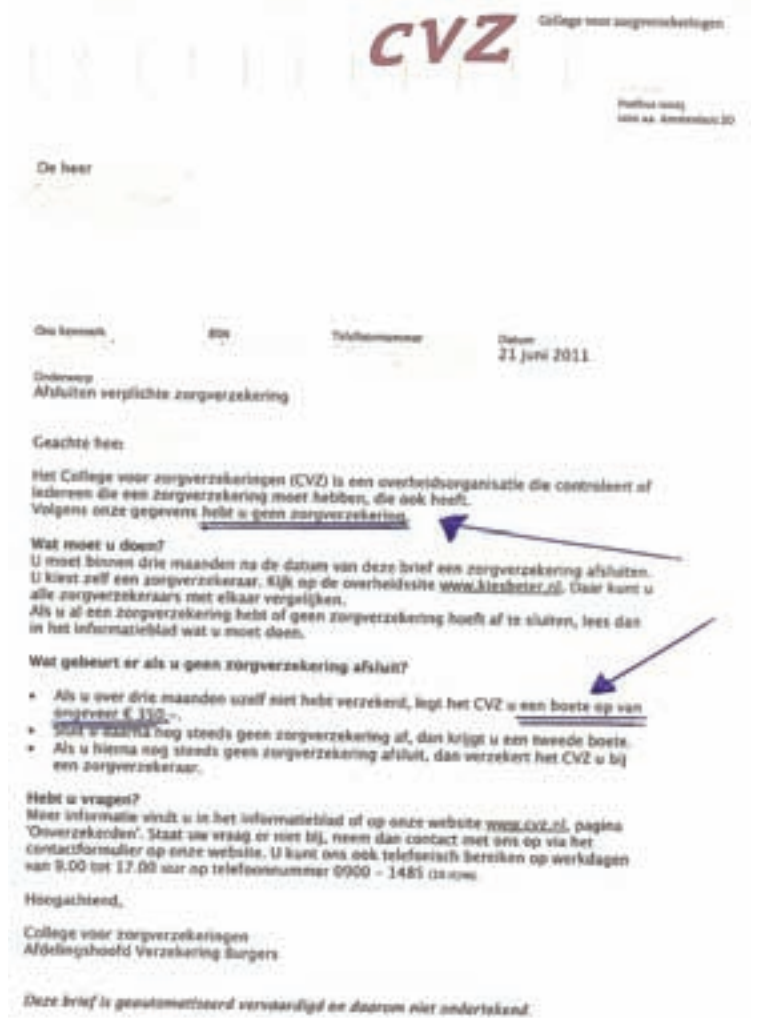 CVZ
College voor zorgverzekeringen
Postbus
Amsterdam ZO
De heer
Ons kenmerk
BSN
Telefoonnummer
Datum
21 juni 2011
Onderwerp
Afsluiten verplichte zorgverzekering
Geachte heer
Het College voor zorgverzekeringen (CVZ) is een overheidsorganisatie die controleert of
iedereen die een zorgverzekering moet hebben, die ook heeft.
Volgens onze gegevens hebt u geen zorgverzekering.
Wat moet u doen?
U moet binnen drie maanden na de datum van deze brief een zorgverzekering afsluiten.
U kiest zelf een zorgverzekeraar. Kijk op de overheidssite www.kiesbeter.nl. Daar kunt u
alle zorgverzekeraars met elkaar vergelijken.
Als u al een zorgverzekering hebt of geen zorgverzekering hoeft af te sluiten, lees dan
in het informatieblad wat u moet doen.
Wat gebeurt er als u geen zorgverzekering afsluit?
• Als u over drie maanden uzelf niet hebt verzekerd, legt het CVZ u een boete op van
ongeveer € 350,-.
• Sluit u daarna nog steeds geen zorgverzekering af, dan krijgt u een tweede boete.
• Als u hierna nog steeds geen zorgverzekering afsluit, dan verzekert het CVZ u bij
een zorgverzekeraar.
Hebt u vragen?
Meer informatie vindt u in het informatieblad of op onze website www.cvz.nl, pagina
'Onverzekerden'. Staat uw vraag er niet bij, neem dan contact met ons op via het
contactformulier op onze website. U kunt ons ook telefonisch bereiken op werkdagen
van 9.00 tot 17.00 uur op telefoonnummer 0900 – 1485
Hoogachtend,
College voor zorgverzekeringen
Afdelingshoofd Verzekering Burgers
Deze brief is geautomatiseerd vervaardigd en daarom niet ondertekend.